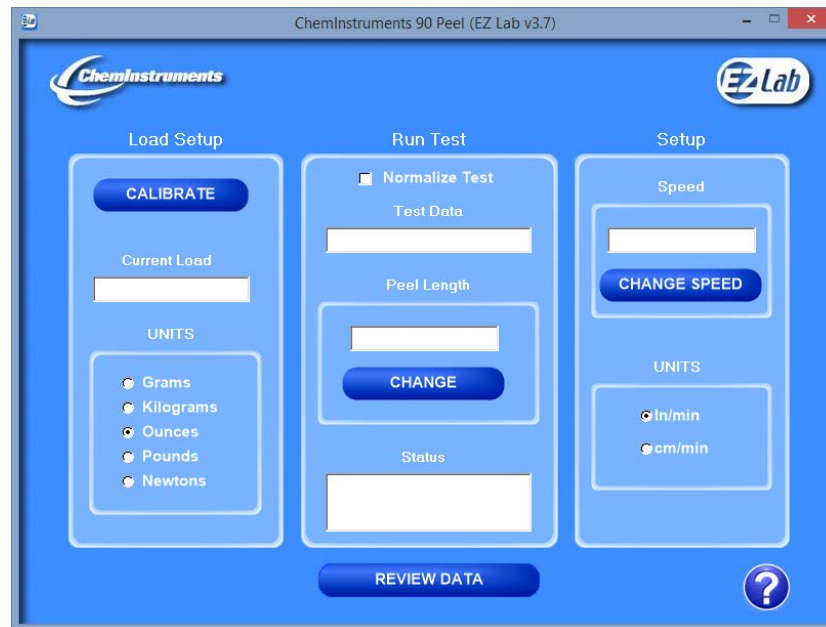 ChemInstruments 90 Peel (EZ Lab v3.7)
ChemInstruments
EZ Lab
Load Setup
CALIBRATE
Current Load
UNITS
Grams
Kilograms
Ounces
Pounds
Newtons
Run Test
Normalize Test
Test Data
Peel Length
CHANGE
Status
REVIEW DATA
Setup
Speed
CHANGE SPEED
UNITS
In/min
cm/min
?